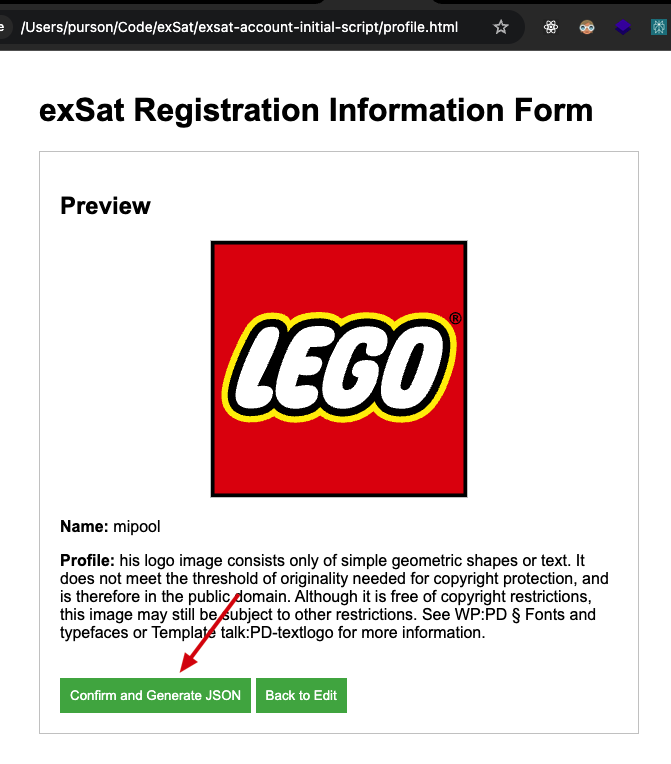 e /Users/purson/Code/exSat/exsat-account-initial-script/profile.html
exSat Registration Information Form
Preview
LEGO®
Name: mipool
Profile: his logo image consists only of simple geometric shapes or text. It
does not meet the threshold of originality needed for copyright protection, and
is therefore in the public domain. Although it is free of copyright restrictions,
this image may still be subject to other restrictions. See WP:PD § Fonts and
typefaces or Template talk:PD-textlogo for more information.
Confirm and Generate JSON Back to Edit